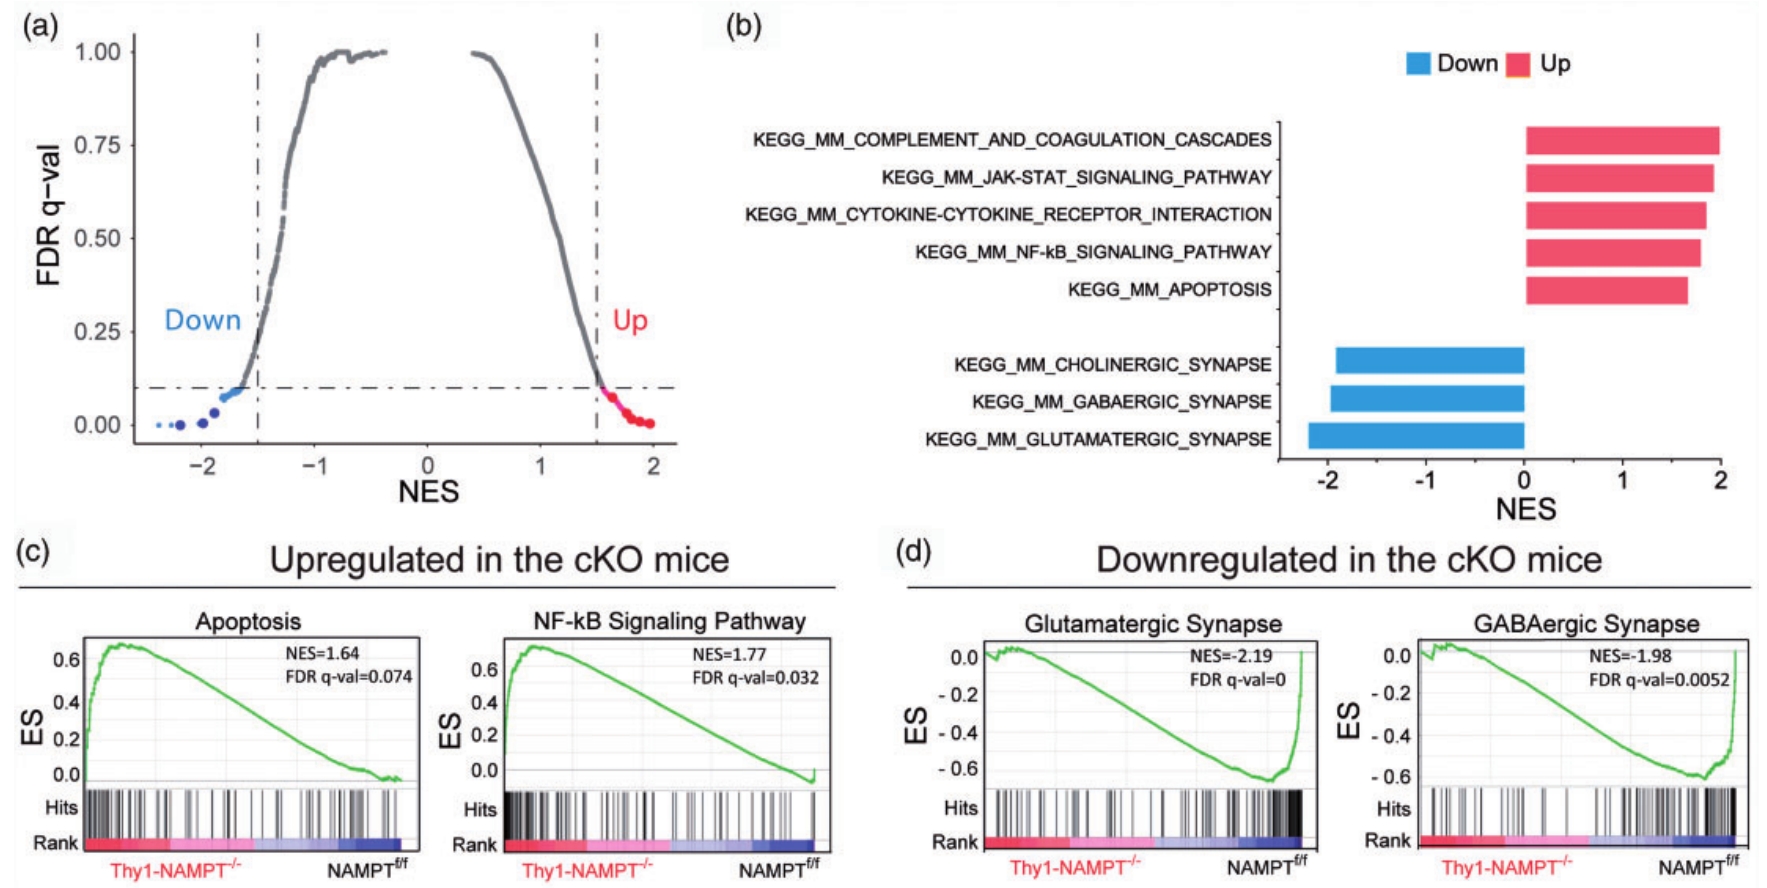 (a)
1.00
0.75
0.50
0.25
0.00
FDR q-val
Down
Up
−2
−1
0
1
2
NES
(b)
Down
Up
KEGG_MM_COMPLEMENT_AND_COAGULATION_CASCADES
KEGG_MM_JAK-STAT_SIGNALING_PATHWAY
KEGG_MM_CYTOKINE-CYTOKINE_RECEPTOR_INTERACTION
KEGG_MM_NF-kB_SIGNALING_PATHWAY
KEGG_MM_APOPTOSIS
KEGG_MM_CHOLINERGIC_SYNAPSE
KEGG_MM_GABAERGIC_SYNAPSE
KEGG_MM_GLUTAMATERGIC_SYNAPSE
-2
-1
0
1
2
NES
(c)
Upregulated in the cKO mice
Apoptosis
NES=1.64
FDR q-val=0.074
0.6
0.4
0.2
0.0
ES
Hits
Rank
Thy1-NAMPT-/-
NAMPTf/f
NF-kB Signaling Pathway
NES=1.77
FDR q-val=0.032
0.6
0.4
0.2
0.0
ES
Hits
Rank
Thy1-NAMPT-/-
NAMPTf/f
(d)
Downregulated in the cKO mice
Glutamatergic Synapse
NES=-2.19
FDR q-val=0
0.0
- 0.2
- 0.4
- 0.6
ES
Hits
Rank
Thy1-NAMPT-/-
NAMPTf/f
GABAergic Synapse
NES=-1.98
FDR q-val=0.0052
0.0
- 0.2
- 0.4
- 0.6
ES
Hits
Rank
Thy1-NAMPT-/-
NAMPTf/f